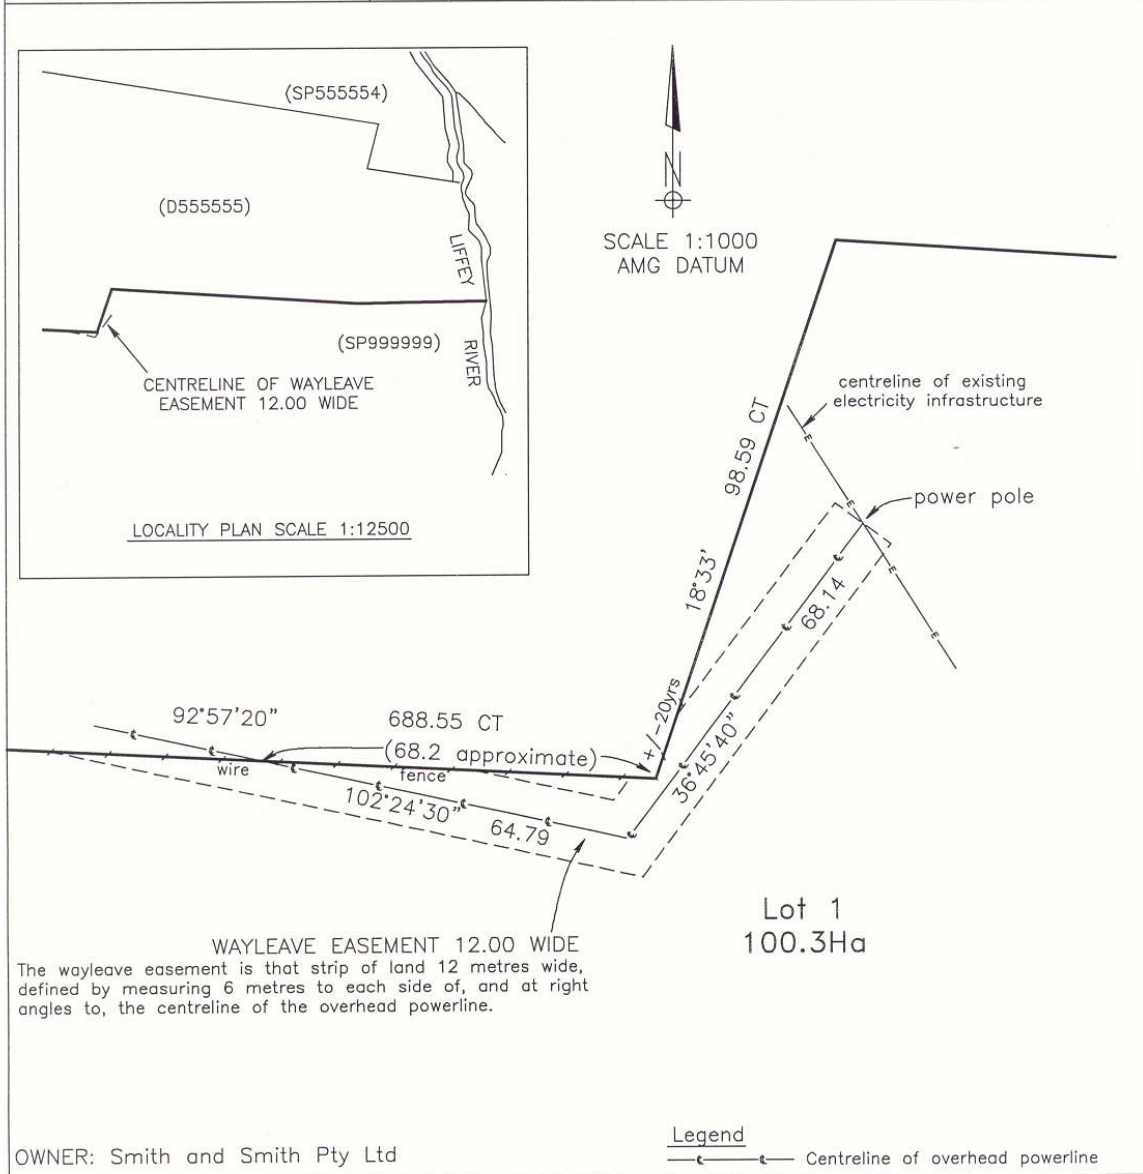 (SP555554)
(D555555)
LIFFEY
RIVER
(SP999999)
CENTRELINE OF WAYLEAVE
EASEMENT 12.00 WIDE
LOCALITY PLAN SCALE 1:12500
N
SCALE 1:1000
AMG DATUM
centreline of existing
electricity infrastructure
E
E
E
E
power pole
98.59 CT
18°33'
68.14
+/-20yrs
36°45'40"
92°57'20"
688.55 CT
(68.2 approximate)
wire
fence
102°24'30"
64.79
WAYLEAVE EASEMENT 12.00 WIDE
The wayleave easement is that strip of land 12 metres wide,
defined by measuring 6 metres to each side of, and at right
angles to, the centreline of the overhead powerline.
Lot 1
100.3Ha
OWNER: Smith and Smith Pty Ltd
Legend
Centreline of overhead powerline